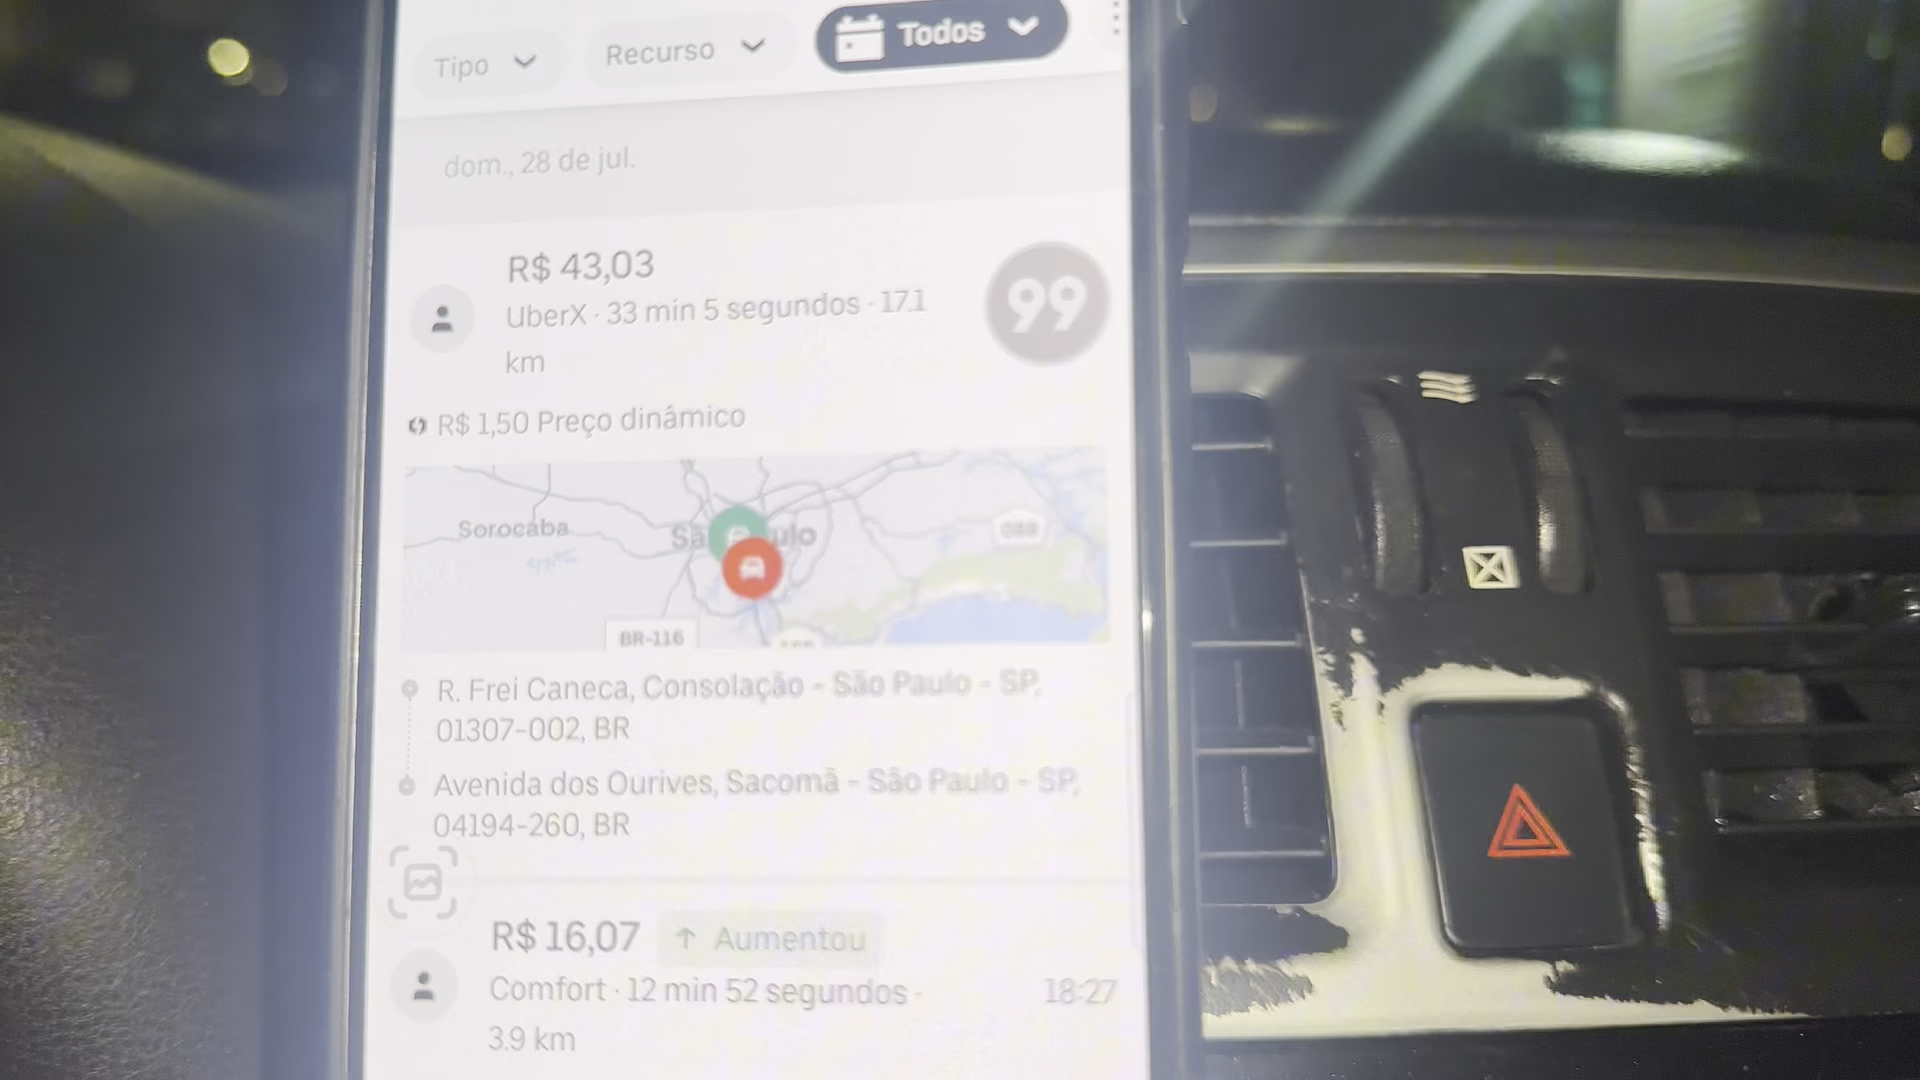 Tipo
Recurso
Todos
dom., 28 de jul.
R$ 43,03
UberX · 33 min 5 segundos · 17.1
km
99
R$ 1,50 Preço dinâmico
Sorocaba
BR-116
R. Frei Caneca, Consolação - São Paulo - SP,
01307-002, BR
Avenida dos Ourives, Sacomã - São Paulo - SP,
04194-260, BR
R$ 16,07 ↑ Aumentou
Comfort · 12 min 52 segundos ·
18:27
3.9 km